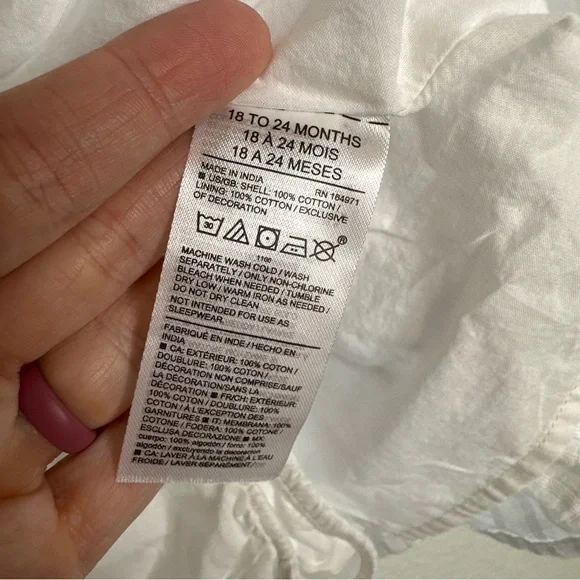 18 TO 24 MONTHS
18 À 24 MOIS
18 A 24 MESES
MADE IN INDIA RN 164971
■ US/GB: SHELL: 100% COTTON /
LINING: 100% COTTON / EXCLUSIVE
OF DECORATION
30
®
1100
MACHINE WASH COLD / WASH
SEPARATELY / ONLY NON-CHLORINE
BLEACH WHEN NEEDED / TUMBLE
DRY LOW / WARM IRON AS NEEDED /
DO NOT DRY CLEAN
NOT INTENDED FOR USE AS
SLEEPWEAR.
FABRIQUÉ EN INDE / HECHO EN
INDIA
■ CA: EXTÉRIEUR: 100% COTON /
DOUBLURE: 100% COTON /
DÉCORATION NON COMPRISE/SAUF
LA DÉCORATION/SANS LA
DÉCORATION ■ FR/CH: EXTÉRIEUR:
100% COTON / DOUBLURE: 100%
COTON / À L'EXCEPTION DES
GARNITURES ■ IT: MEMBRANA: 100%
COTONE / FODERA: 100% COTONE /
ESCLUSA DECORAZIONE ■ MX:
cuerpo: 100% algodón / forro: 100%
algodón / excluyendo la decoración
■ CA: LAVER À LA MACHINE À L'EAU
FROIDE / LAVER SÉPARÉMENT